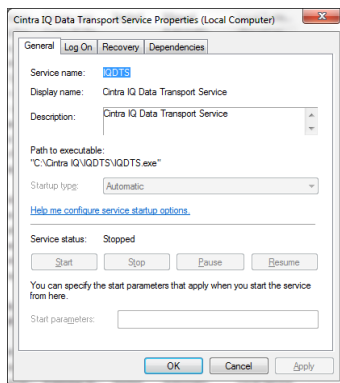 Cintra IQ Data Transport Service Properties (Local Computer)
General Log On Recovery Dependencies
Service name: IQDTS
Display name: Cintra IQ Data Transport Service
Description: Cintra IQ Data Transport Service
Path to executable:
"C:\Cintra IQ\IQDTS\IQDTS.exe"
Startup type: Automatic
Help me configure service startup options.
Service status: Stopped
Start Stop Pause Resume
You can specify the start parameters that apply when you start the service
from here.
Start parameters:
OK Cancel Apply